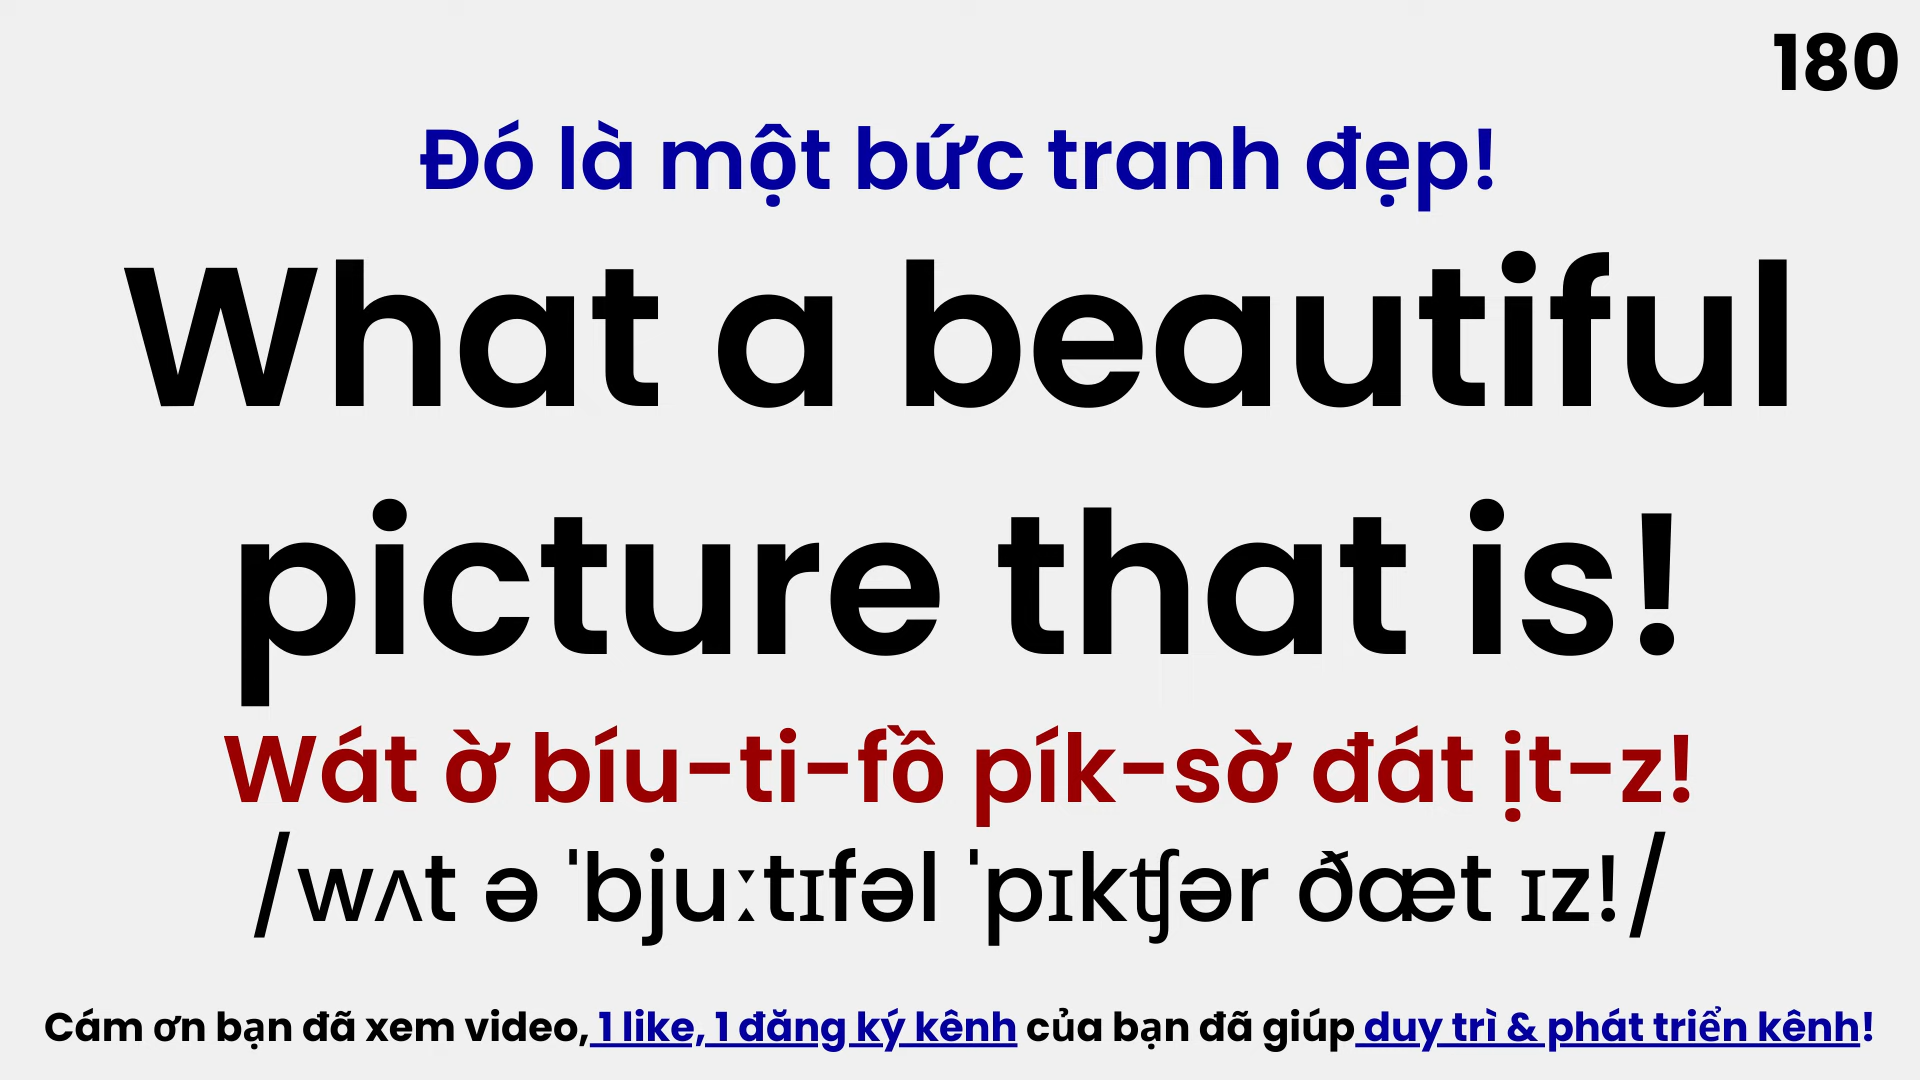 180
Đó là một bức tranh đẹp!
What a beautiful
picture that is!
Wát ờ bíu-ti-fồ pík-sờ đát ịt-z!
/wʌt ə ˈbjuːtɪfəl ˈpɪkʧər ðæt ɪz!/
Cám ơn bạn đã xem video, 1 like, 1 đăng ký kênh của bạn đã giúp duy trì & phát triển kênh!